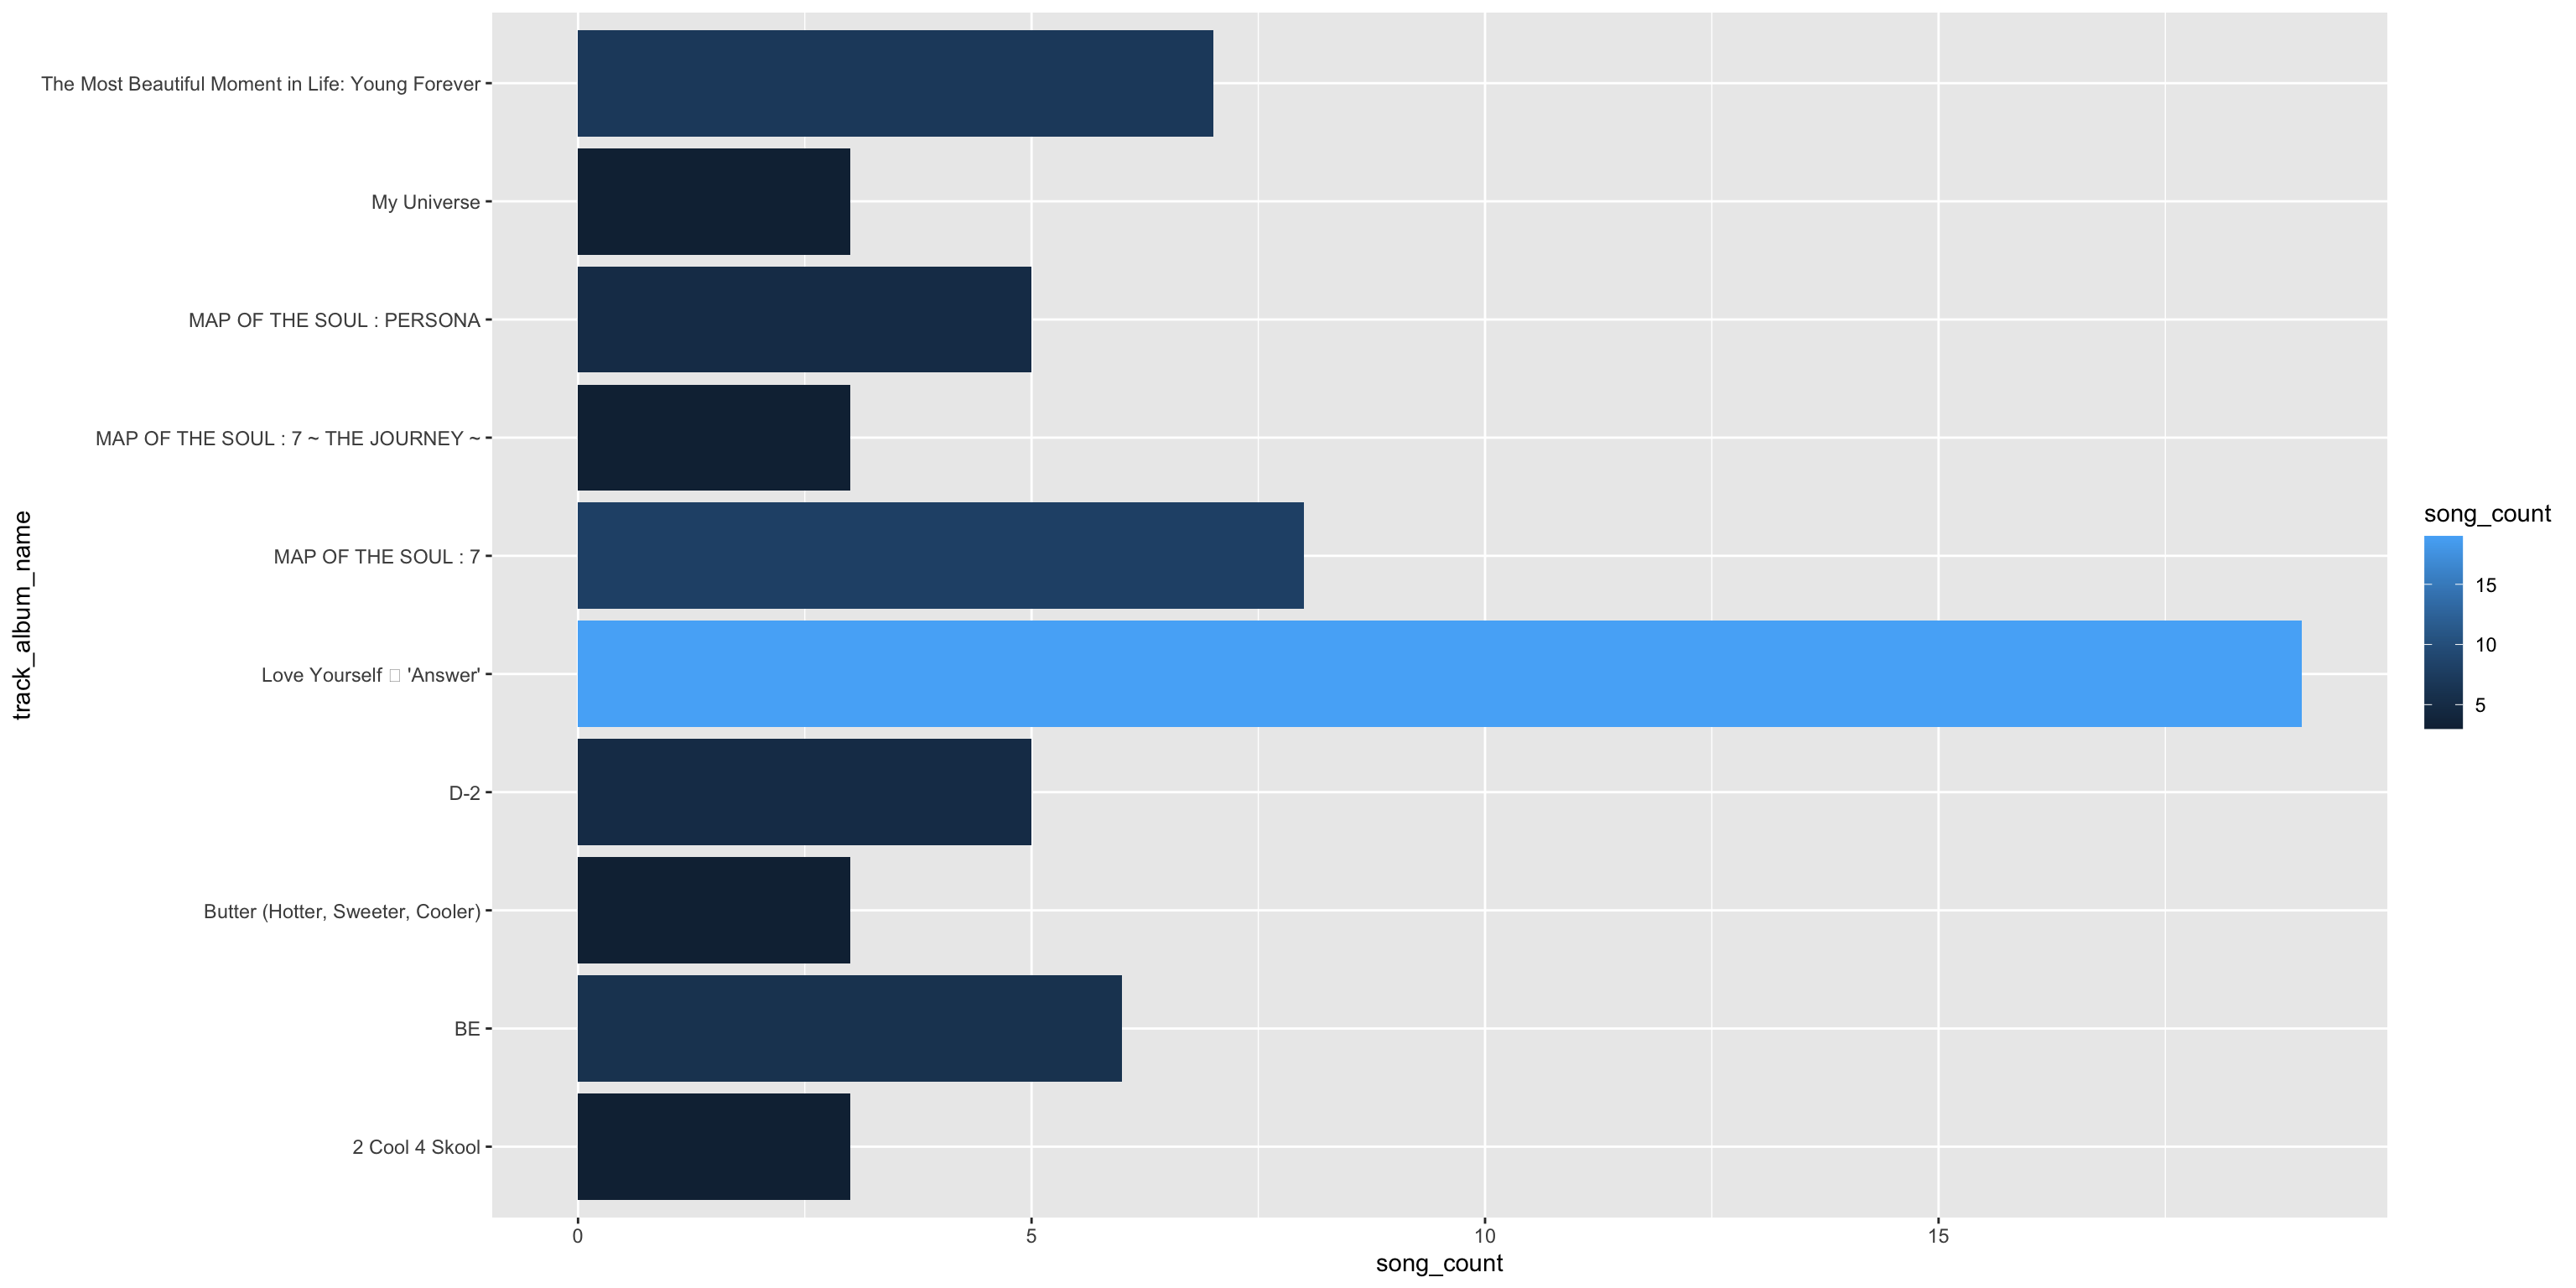 The Most Beautiful Moment in Life: Young Forever
My Universe
MAP OF THE SOUL : PERSONA
MAP OF THE SOUL : 7 ~ THE JOURNEY ~
MAP OF THE SOUL : 7
Love Yourself □ 'Answer'
D-2
Butter (Hotter, Sweeter, Cooler)
BE
2 Cool 4 Skool
track_album_name
0 5 10 15
song_count
song_count
15
10
5